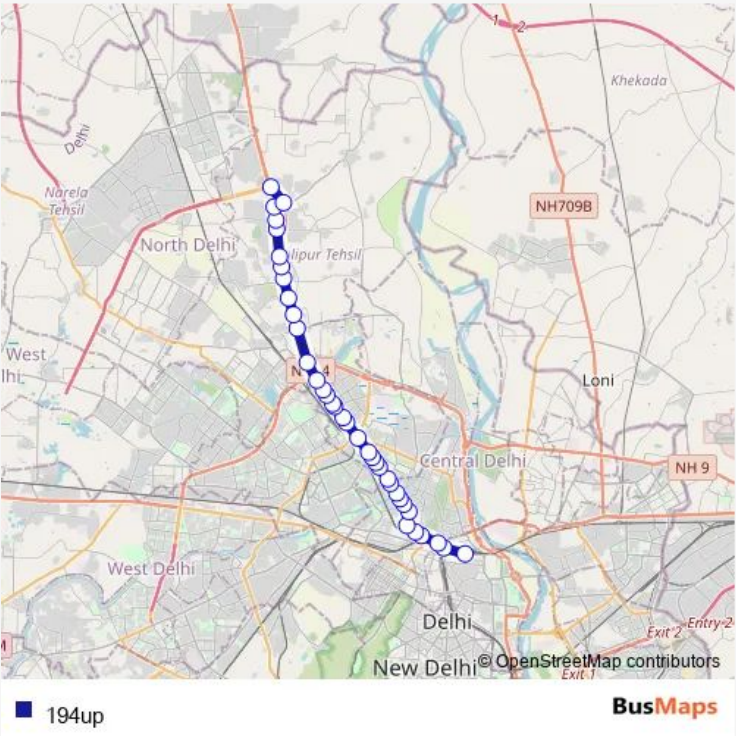 1
2
Khekada
Delhi
Narela
Tehsil
NH709B
North Delhi
lipur Tehsil
West
lhi
N 4
Loni
Central Delhi
NH 9
West Delhi
Delhi
Entry 2
Exit 2
New Delhi
© OpenStreetMap contributors
Exit 1
194up
BusMaps